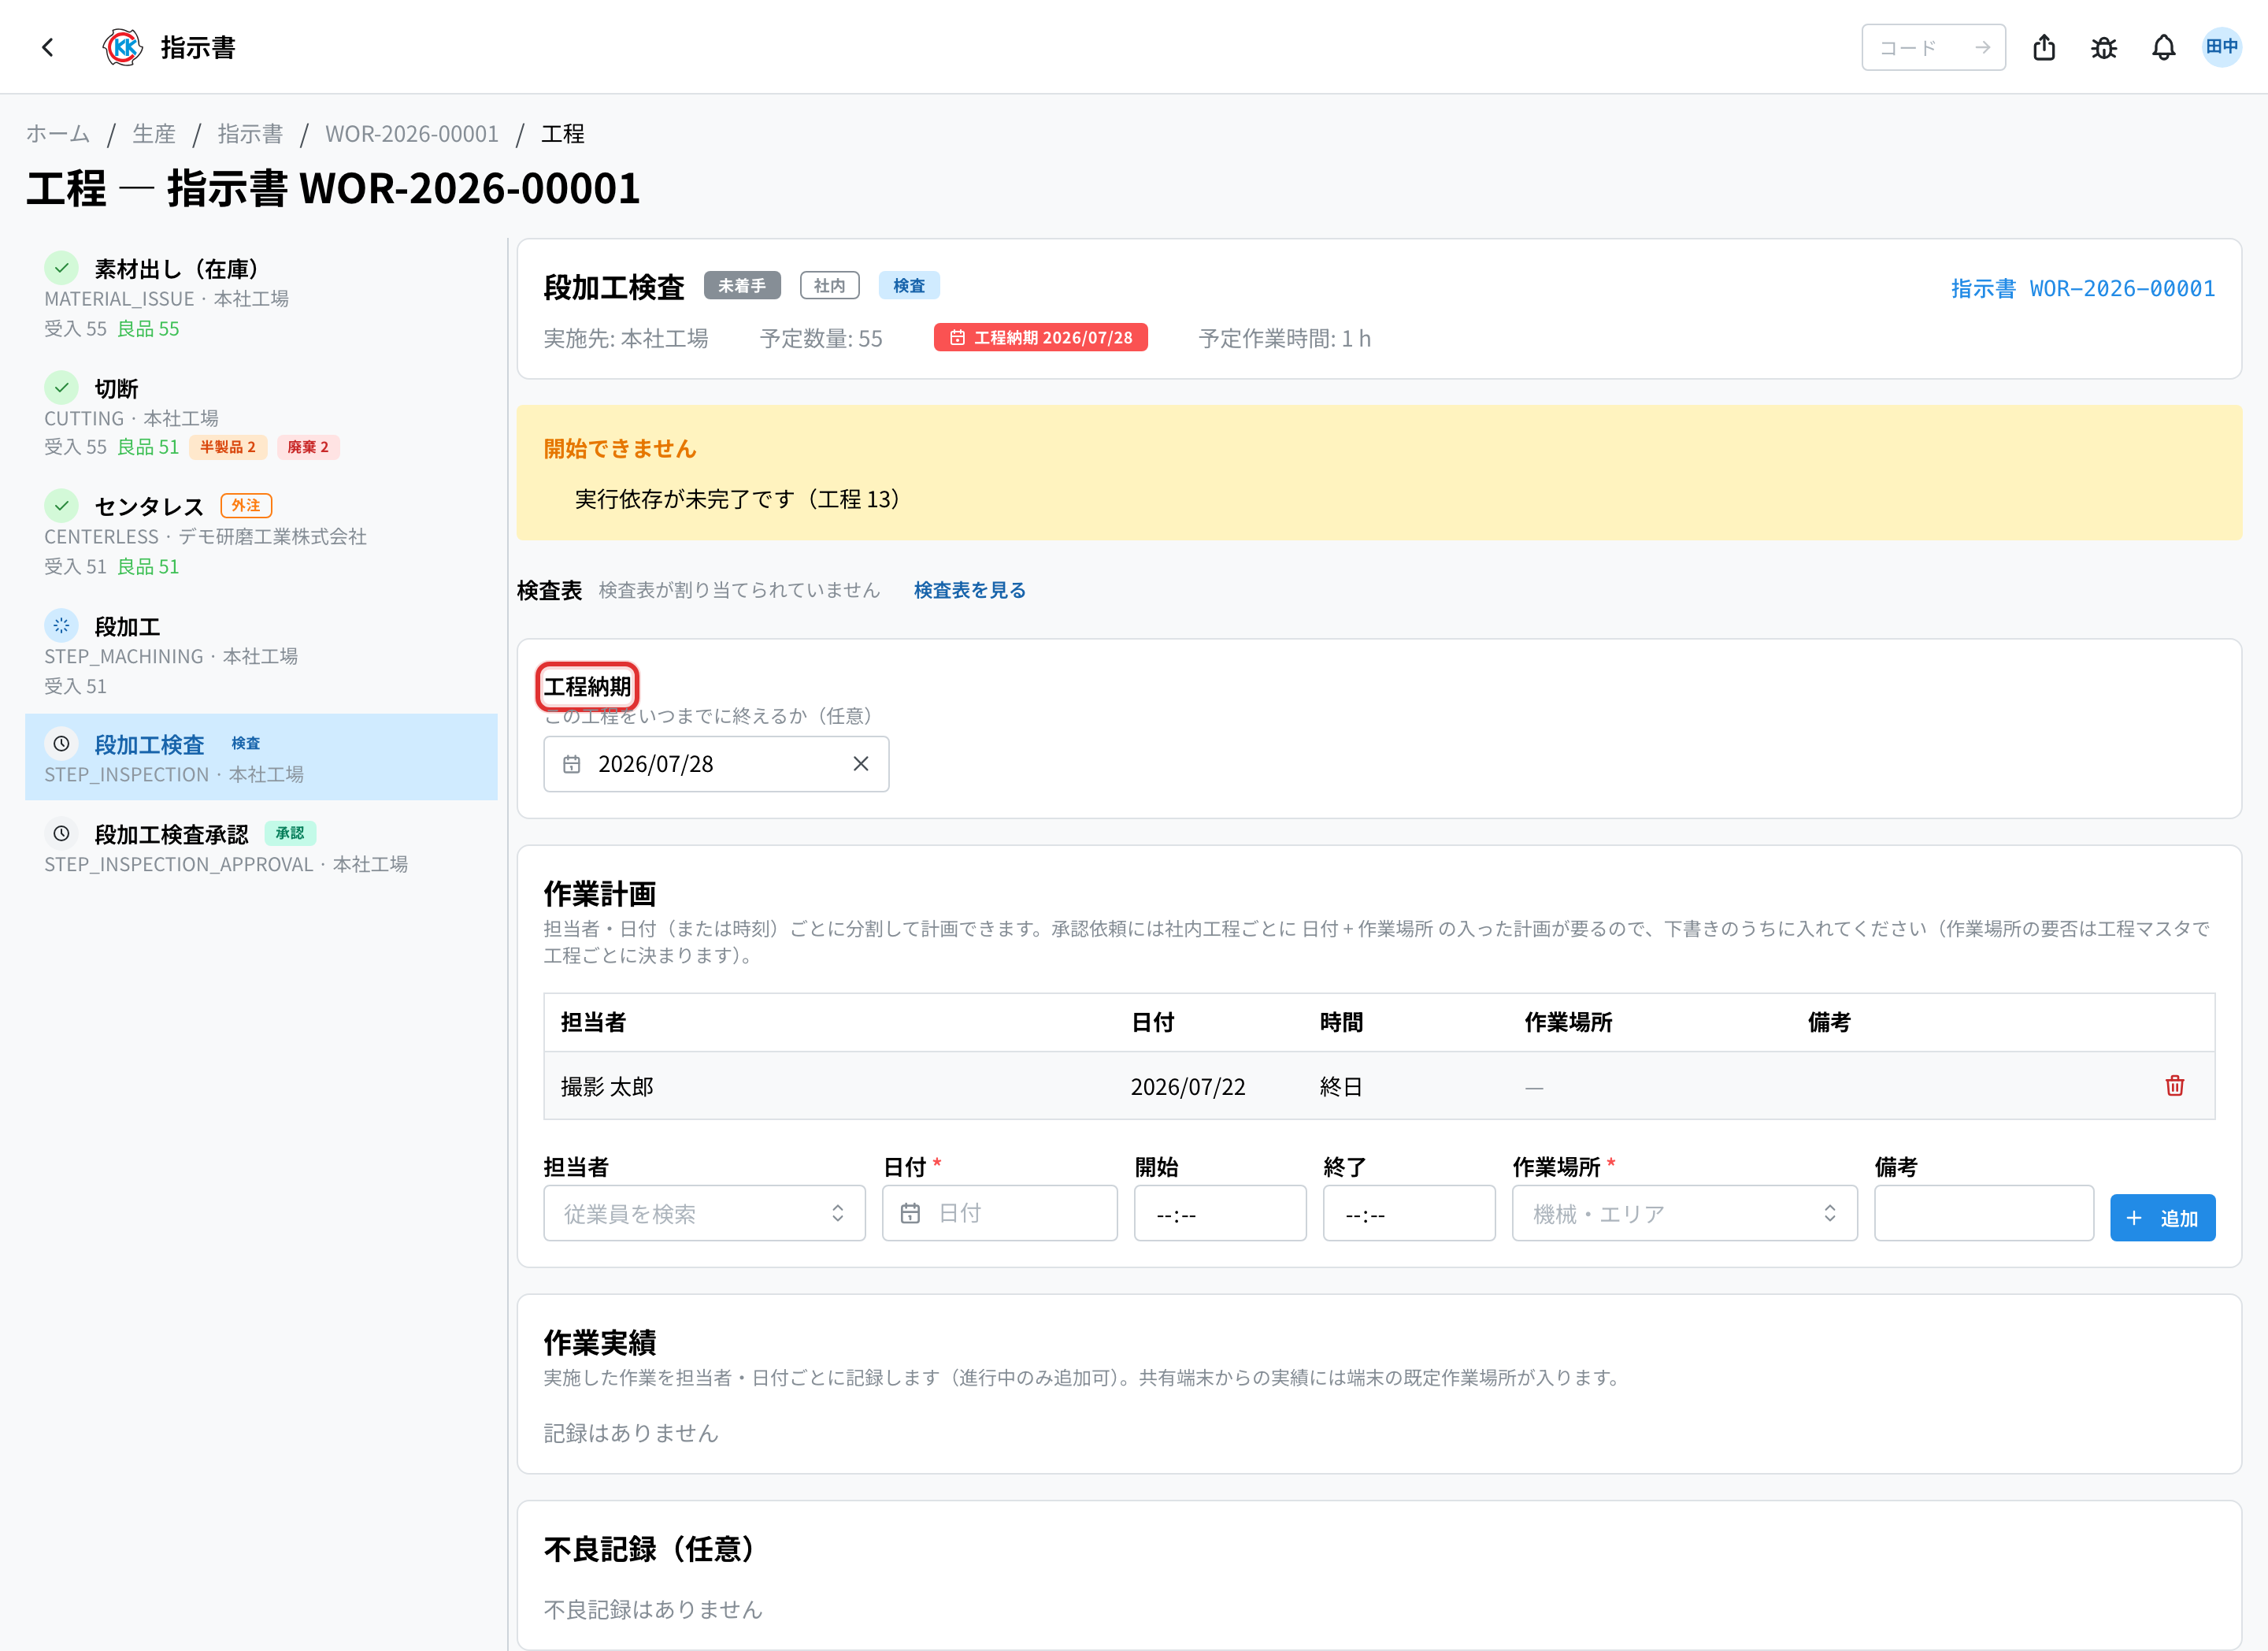 指示書
コード
田中
ホーム / 生産 / 指示書 / WOR-2026-00001 / 工程
工程 — 指示書 WOR-2026-00001
素材出し（在庫）
MATERIAL_ISSUE · 本社工場
受入 55 良品 55
切断
CUTTING · 本社工場
受入 55 良品 51 半製品 2 廃棄 2
センタレス 外注
CENTERLESS · デモ研磨工業株式会社
受入 51 良品 51
段加工
STEP_MACHINING · 本社工場
受入 51
段加工検査 検査
STEP_INSPECTION · 本社工場
段加工検査承認 承認
STEP_INSPECTION_APPROVAL · 本社工場
段加工検査 未着手 社内 検査
指示書 WOR-2026-00001
実施先: 本社工場 予定数量: 55 工程納期 2026/07/28 予定作業時間: 1 h
開始できません
実行依存が未完了です（工程 13）
検査表 検査表が割り当てられていません 検査表を見る
工程納期
この工程をいつまでに終えるか（任意）
2026/07/28
作業計画
担当者・日付（または時刻）ごとに分割して計画できます。承認依頼には社内工程ごとに 日付 + 作業場所 の入った計画が要るので、下書きのうちに入れてください（作業場所の要否は工程マスタで
工程ごとに決まります）。
担当者 日付 時間 作業場所 備考
撮影 太郎 2026/07/22 終日 —
担当者 日付 * 開始 終了 作業場所 * 備考
従業員を検索 日付 --:-- --:-- 機械・エリア 追加
作業実績
実施した作業を担当者・日付ごとに記録します（進行中のみ追加可）。共有端末からの実績には端末の既定作業場所が入ります。
記録はありません
不良記録（任意）
不良記録はありません